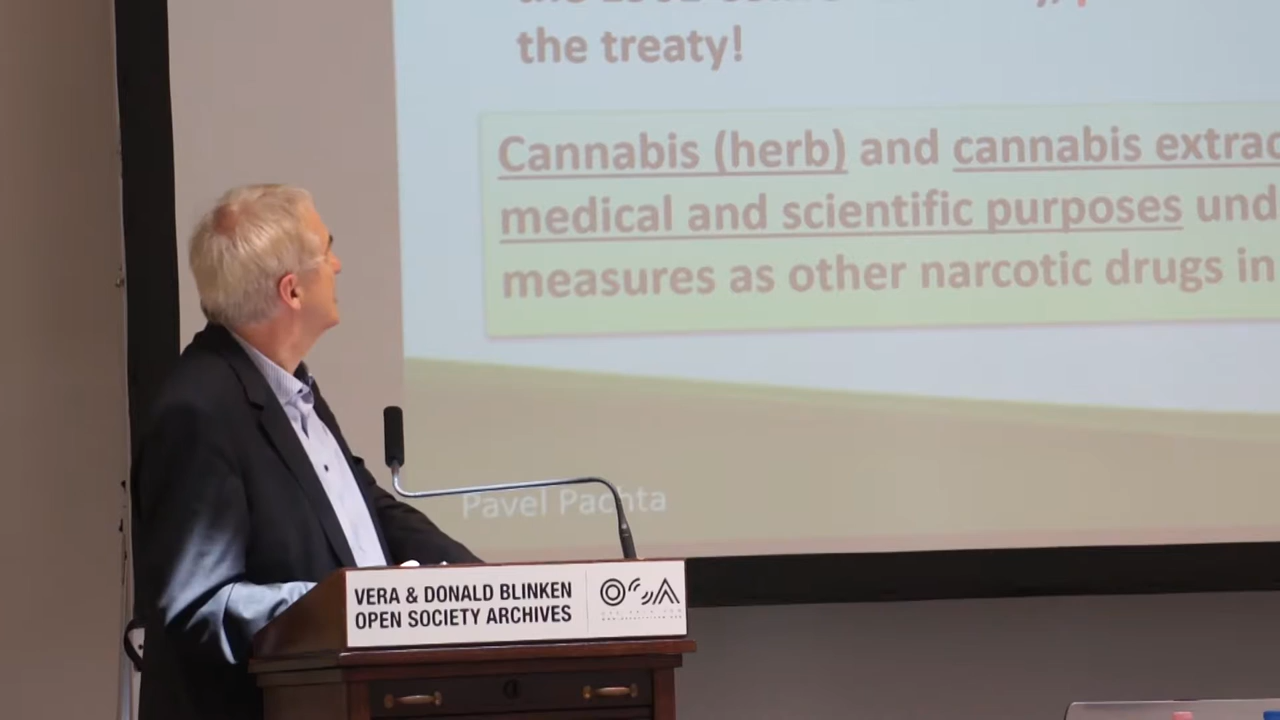 the treaty!
Cannabis (herb) and cannabis extrac
medical and scientific purposes und
measures as other narcotic drugs in
Pavel Pachta
VERA & DONALD BLINKEN
OPEN SOCIETY ARCHIVES